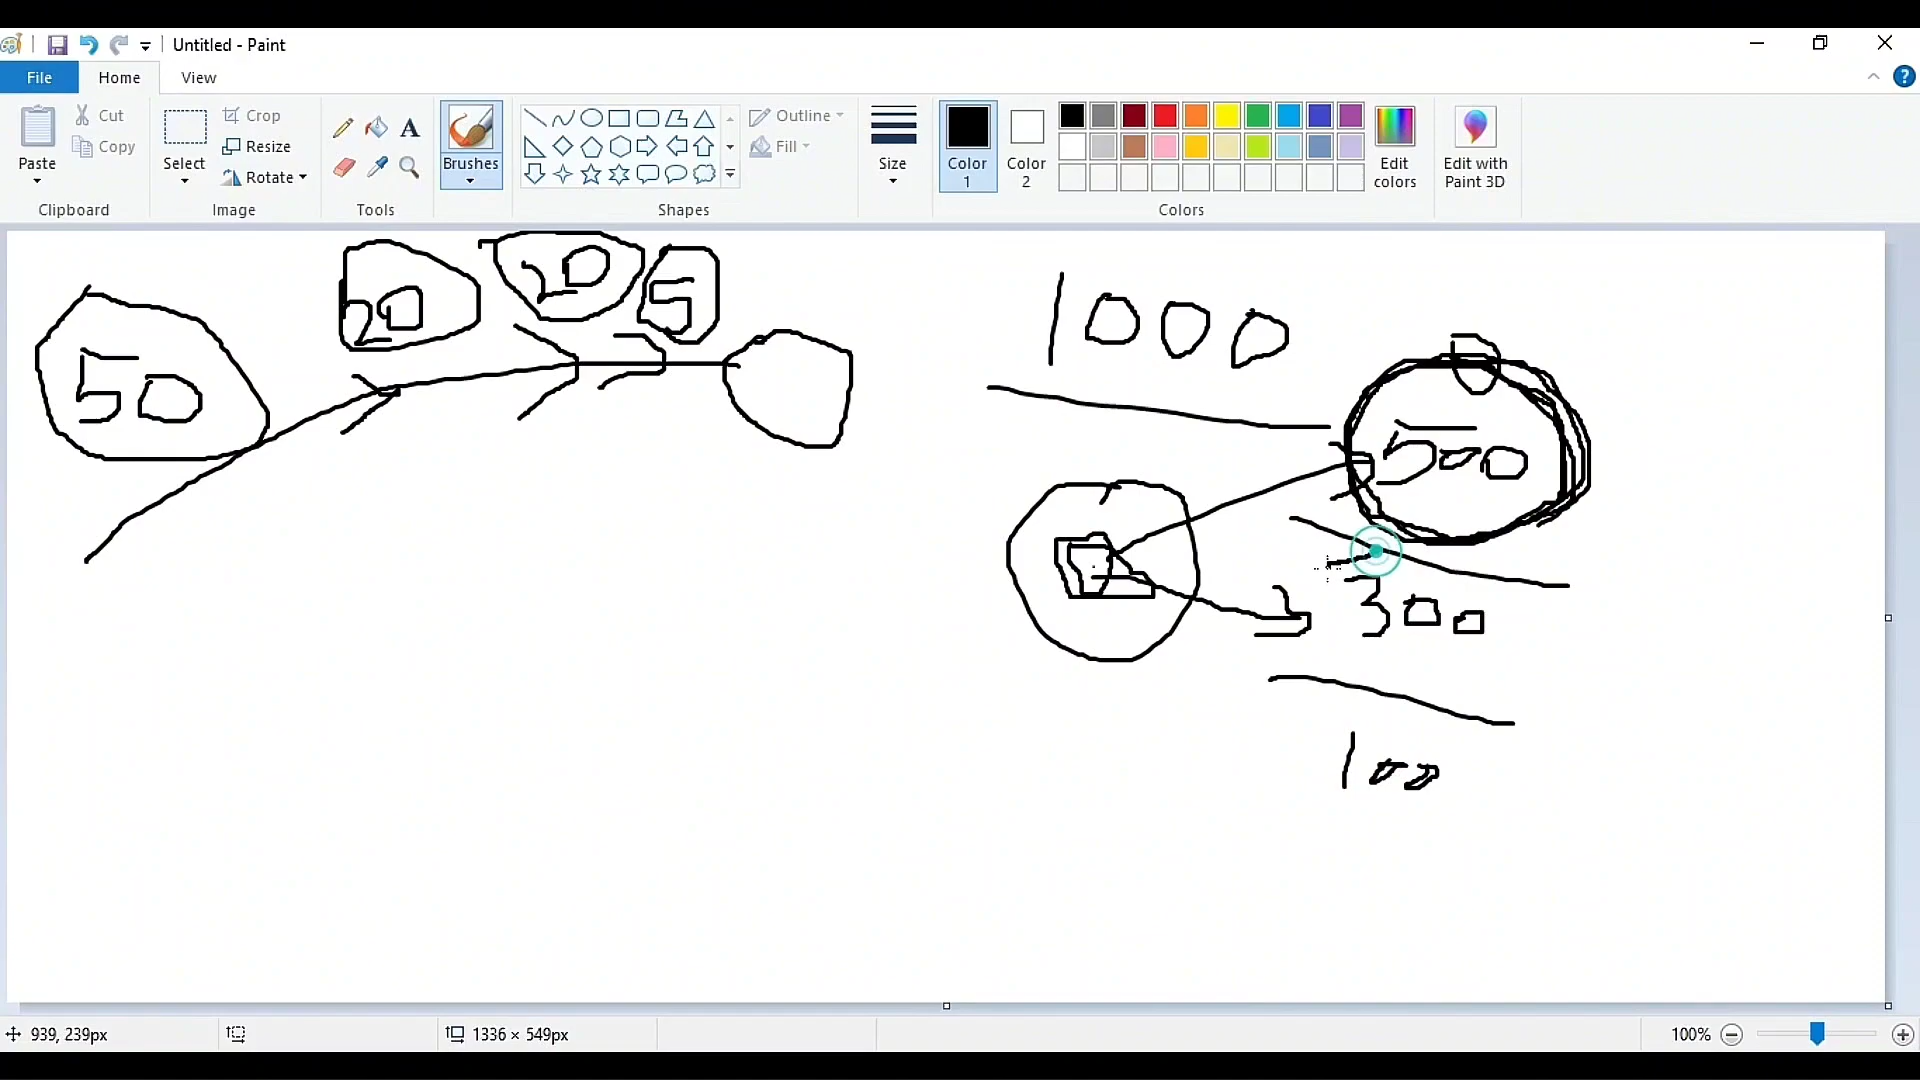 Untitled - Paint
File
Home
View
Paste
Cut
Copy
Clipboard
Select
Crop
Resize
Rotate
Image
A
Tools
Brushes
Shapes
Outline
Fill
Size
Color 1
Color 2
Edit colors
Colors
Edit with Paint 3D
50
20
20
5
1000
500
300
100
939, 239px
1336 × 549px
100%